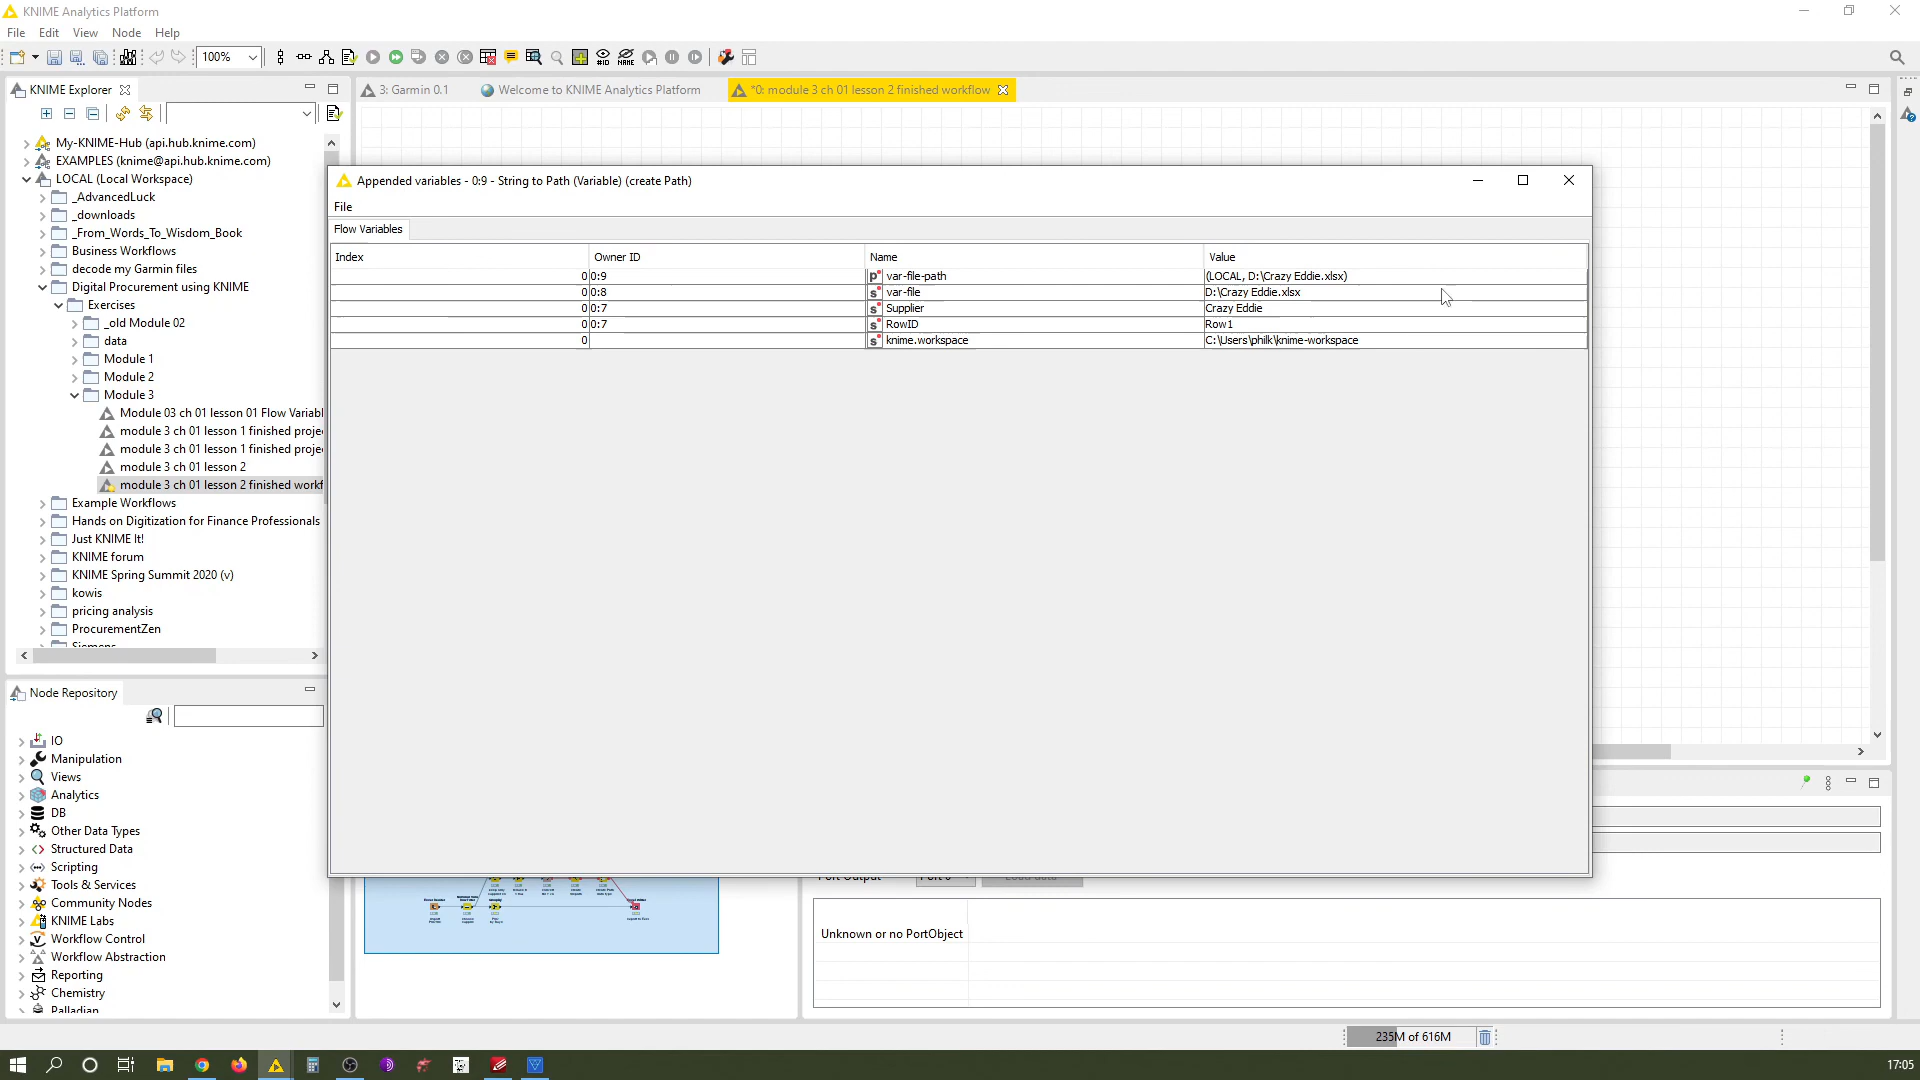 KNIME Analytics Platform
File Edit View Node Help
100%
KNIME Explorer
3: Garmin 0.1
Welcome to KNIME Analytics Platform
*0: module 3 ch 01 lesson 2 finished workflow
My-KNIME-Hub (api.hub.knime.com)
EXAMPLES (knime@api.hub.knime.com)
LOCAL (Local Workspace)
_AdvancedLuck
_downloads
_From_Words_To_Wisdom_Book
Business Workflows
decode my Garmin files
Digital Procurement using KNIME
Exercises
_old Module 02
data
Module 1
Module 2
Module 3
Module 03 ch 01 lesson 01 Flow Variabl
module 3 ch 01 lesson 1 finished proje
module 3 ch 01 lesson 1 finished proje
module 3 ch 01 lesson 2
module 3 ch 01 lesson 2 finished workf
Example Workflows
Hands on Digitization for Finance Professionals
Just KNIME It!
KNIME forum
KNIME Spring Summit 2020 (v)
kowis
pricing analysis
ProcurementZen
Siemens
Appended variables - 0:9 - String to Path (Variable) (create Path)
File
Flow Variables
Index Owner ID Name Value
0 0:9 p var-file-path (LOCAL, D:\Crazy Eddie.xlsx)
0 0:8 s var-file D:\Crazy Eddie.xlsx
0 0:7 s Supplier Crazy Eddie
0 0:7 s RowID Row1
0 s knime.workspace C:\Users\philk\knime-workspace
Node Repository
IO
Manipulation
Views
Analytics
DB
Other Data Types
Structured Data
Scripting
Tools & Services
Community Nodes
KNIME Labs
Workflow Control
Workflow Abstraction
Reporting
Chemistry
Palladian
Unknown or no PortObject
235M of 616M
17:05